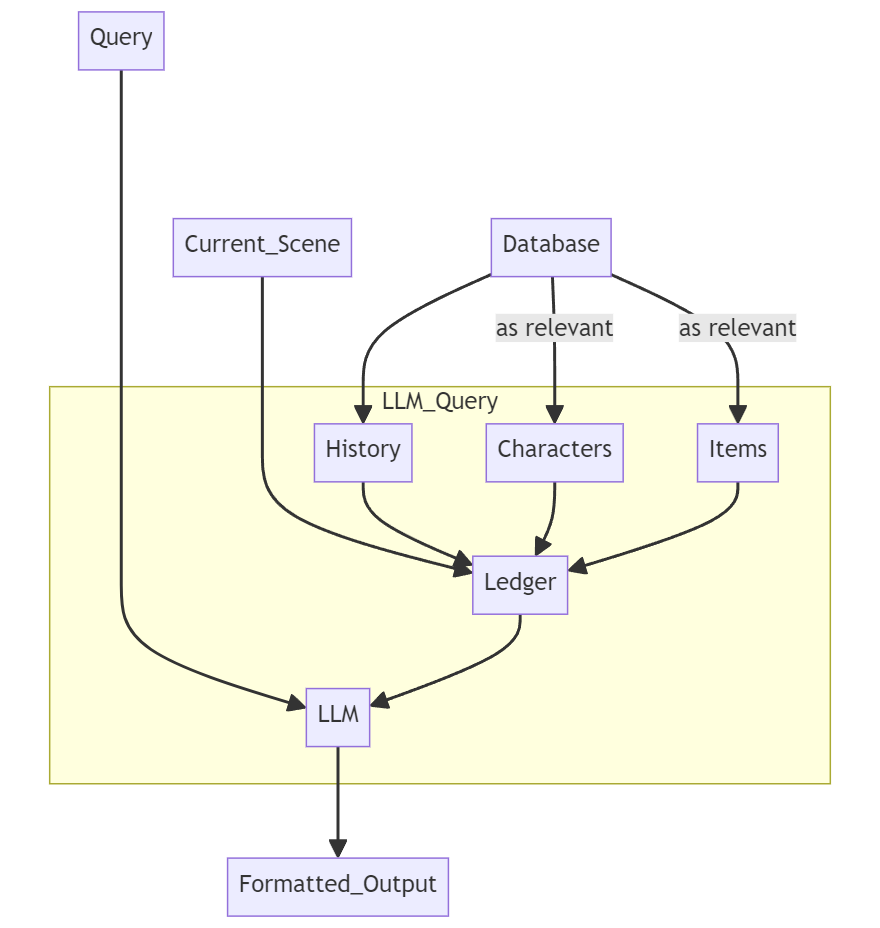 Query
Current_Scene
Database
as relevant
as relevant
LLM_Query
History
Characters
Items
Ledger
LLM
Formatted_Output